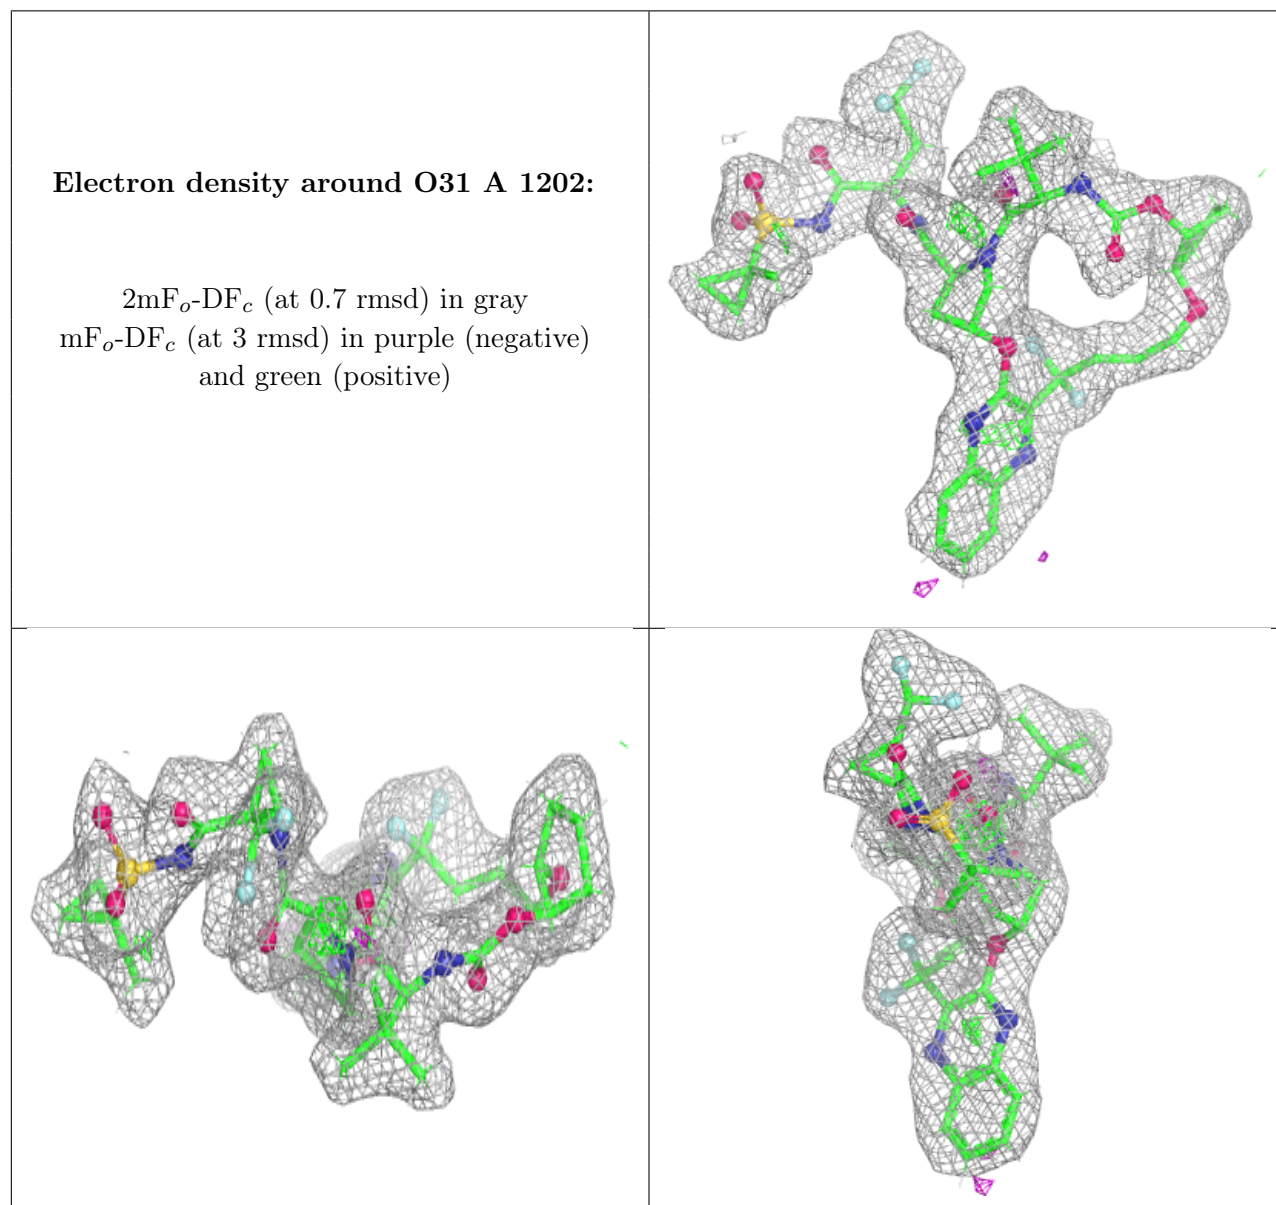 Electron density around O31 A 1202:
2mFo-DFc (at 0.7 rmsd) in gray
mFo-DFc (at 3 rmsd) in purple (negative)
and green (positive)